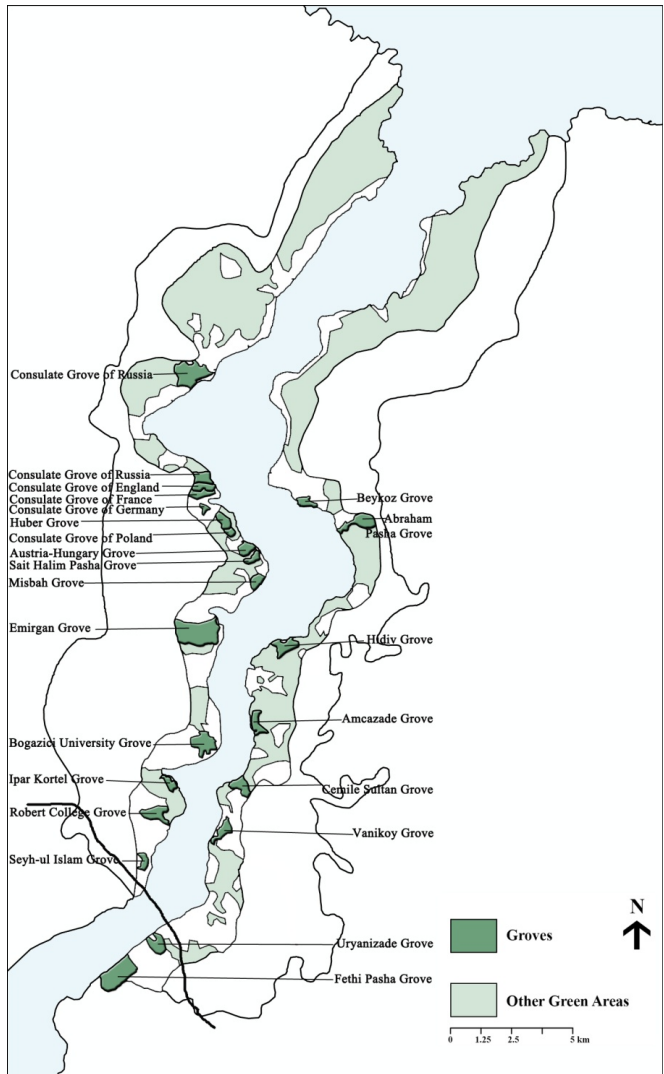 Consulate Grove of Russia
Consulate Grove of Russia
Consulate Grove of England
Consulate Grove of France
Consulate Grove of Germany
Huber Grove
Consulate Grove of Poland
Austria-Hungary Grove
Sait Halim Pasha Grove
Misbah Grove
Emirgan Grove
Bogazici University Grove
Ipar Kortel Grove
Robert College Grove
Seyh-ul Islam Grove
Beykoz Grove
Abraham
Pasha Grove
Hidiv Grove
Amcazade Grove
Cemile Sultan Grove
Vanikoy Grove
Uryanizade Grove
Fethi Pasha Grove
N
Groves
Other Green Areas
0 1.25 2.5 5 km